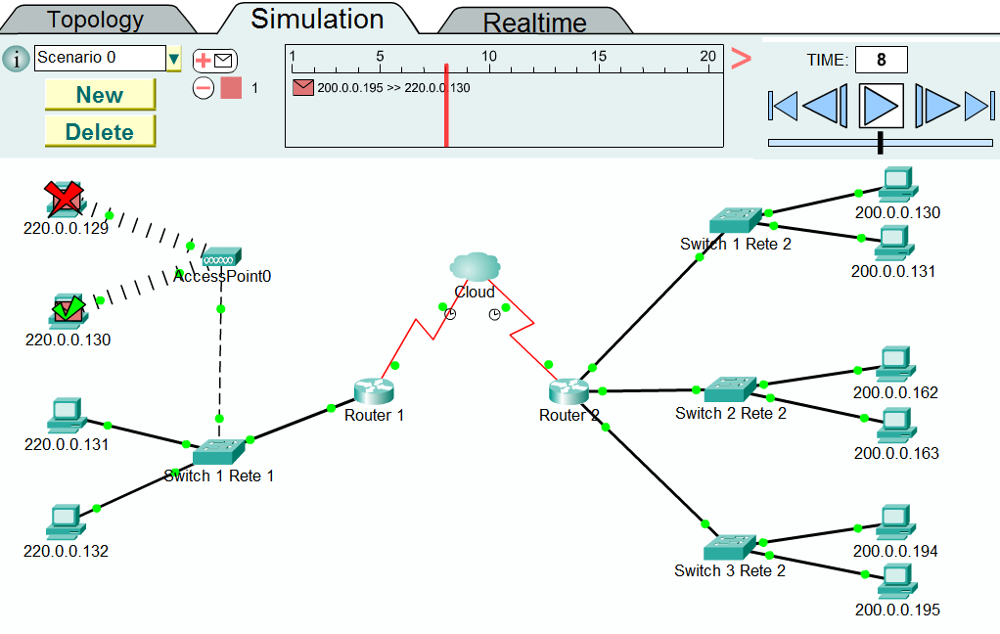 Topology
Simulation
Realtime
i
Scenario 0
New
Delete
1
1 5 10 15 20
200.0.0.195 >> 220.0.0.130
>
TIME: 8
220.0.0.129
220.0.0.130
220.0.0.131
220.0.0.132
AccessPoint0
Switch 1 Rete 1
Router 1
Cloud
Router 2
Switch 1 Rete 2
Switch 2 Rete 2
Switch 3 Rete 2
200.0.0.130
200.0.0.131
200.0.0.162
200.0.0.163
200.0.0.194
200.0.0.195